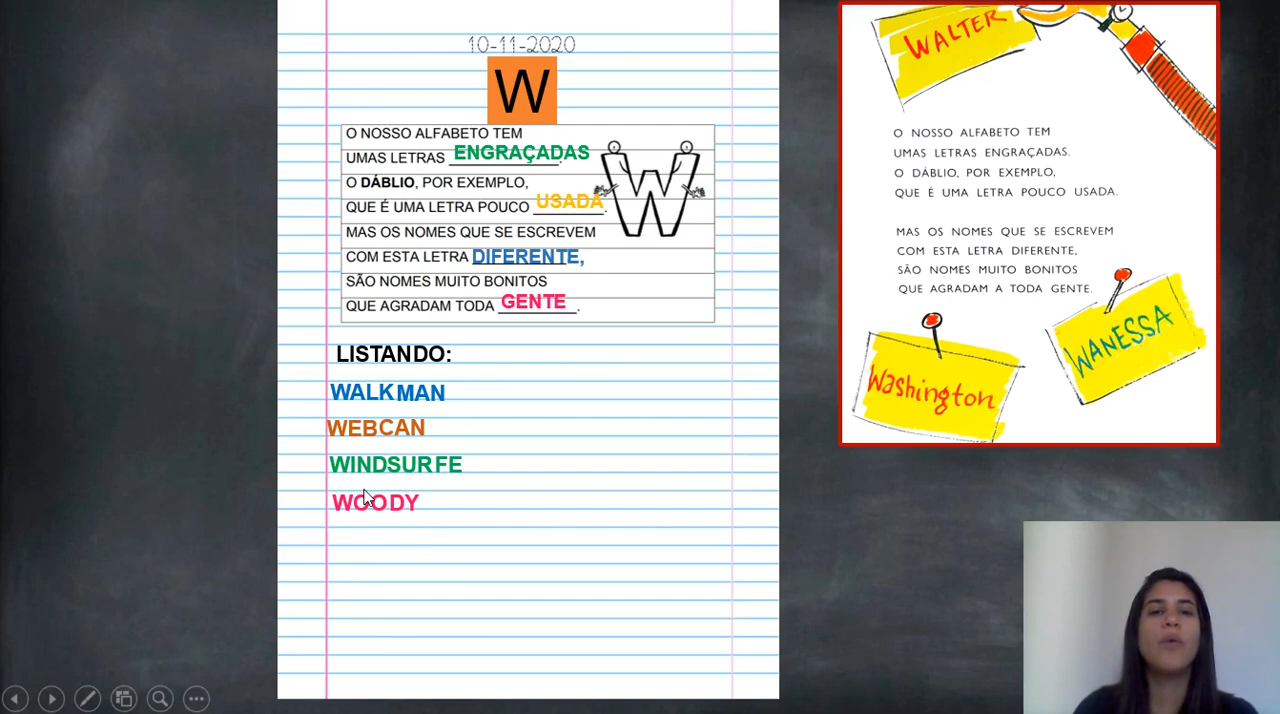 10-11-2020
W
O NOSSO ALFABETO TEM
UMAS LETRAS ENGRAÇADAS.
O DÁBLIO, POR EXEMPLO,
QUE É UMA LETRA POUCO USADA.
MAS OS NOMES QUE SE ESCREVEM
COM ESTA LETRA DIFERENTE,
SÃO NOMES MUITO BONITOS
QUE AGRADAM TODA GENTE.
W
LISTANDO:
WALKMAN
WEBCAN
WINDSURFE
WOODY
WALTER
O NOSSO ALFABETO TEM
UMAS LETRAS ENGRAÇADAS.
O DÁBLIO, POR EXEMPLO,
QUE É UMA LETRA POUCO USADA.
MAS OS NOMES QUE SE ESCREVEM
COM ESTA LETRA DIFERENTE,
SÃO NOMES MUITO BONITOS
QUE AGRADAM A TODA GENTE.
Washington
WANESSA